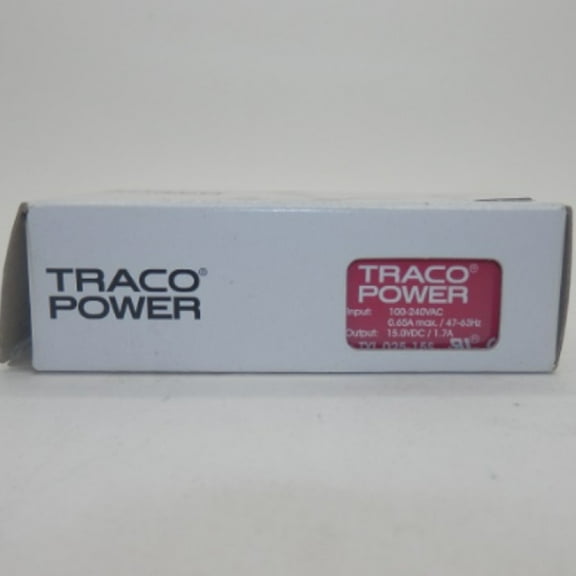 TRACO®
POWER
TRACO®
POWER
Input: 100-240VAC
0.65A max. / 47-63Hz
Output: 15.0VDC / 1.7A